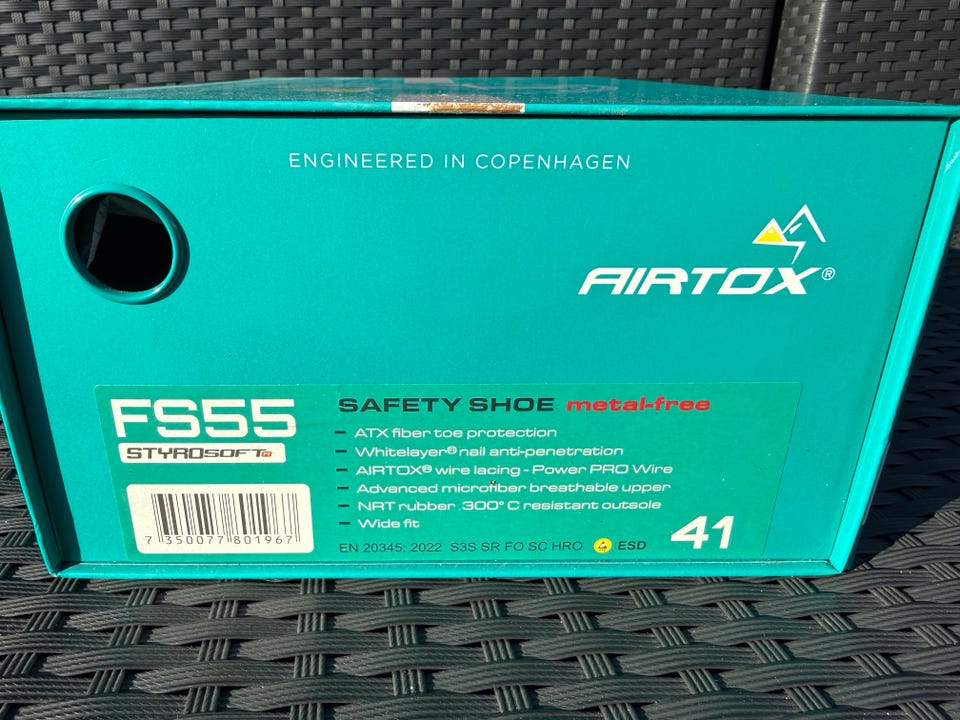 ENGINEERED IN COPENHAGEN
AIRTOX®
FS55
STYROSOFT
SAFETY SHOE metal-free
– ATX fiber toe protection
– Whitelayer® nail anti-penetration
– AIRTOX® wire lacing - Power PRO Wire
– Advanced microfiber breathable upper
– NRT rubber 300° C resistant outsole
– Wide fit
7 350077 801967
EN 20345: 2022 S3S SR FO SC HRO ESD
41